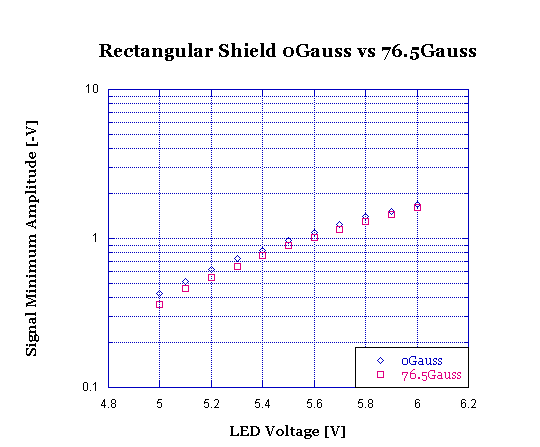 Rectangular Shield 0Gauss vs 76.5Gauss
Signal Minimum Amplitude [-V]
10
1
0.1
0Gauss
76.5Gauss
4.8 5 5.2 5.4 5.6 5.8 6 6.2
LED Voltage [V]